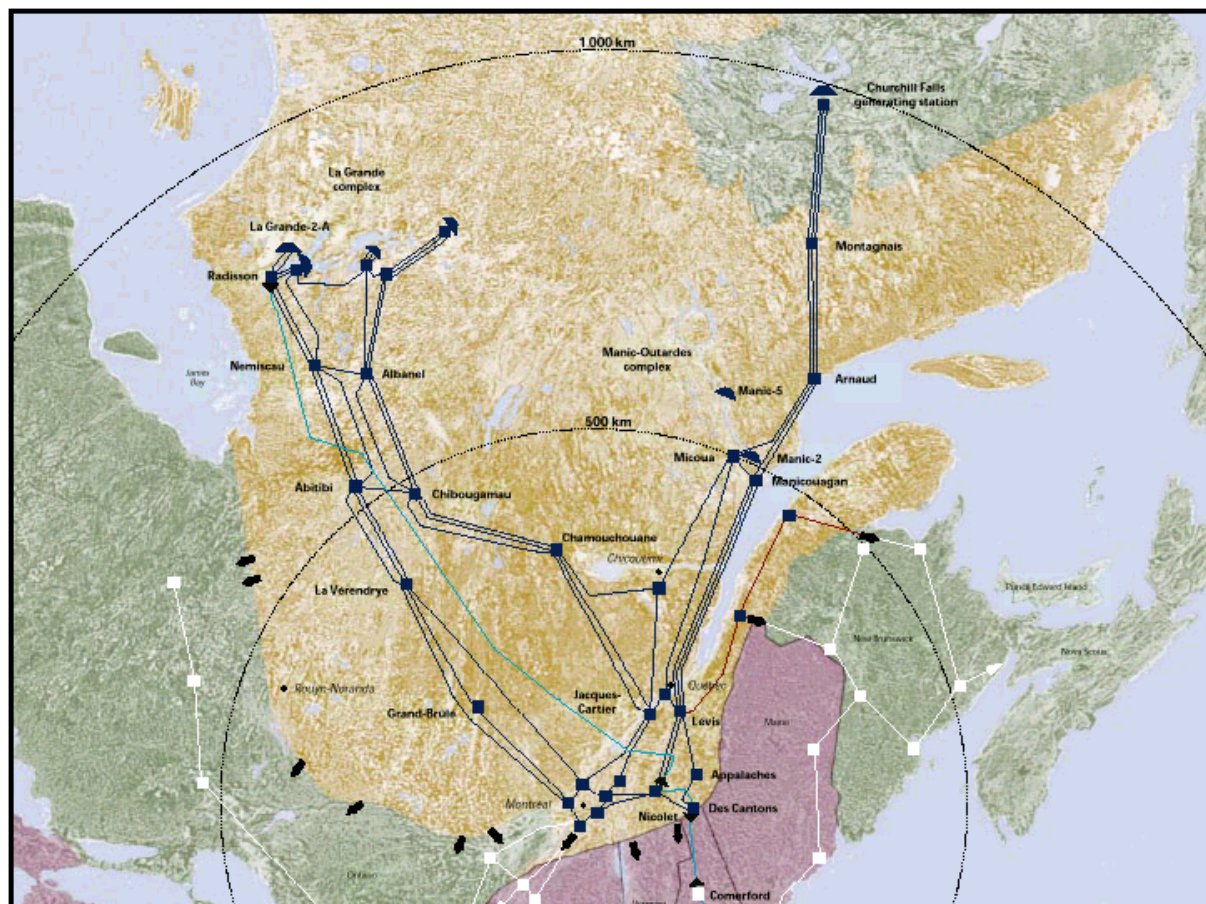 1 000 km
Churchill Falls
generating station
La Grande
complex
La Grande-2-A
Montagnais
Radisson
Manic-Outardes
complex
Nemiscau
Albanel
James
Bay
Arnaud
Manic-5
500 km
Micoua
Manic-2
Manicouagan
Abitibi
Chibougamau
Chamouchouane
Chicoutimi
La Vérendrye
Prince Edward Island
New Brunswick
Nova Scotia
Rouyn-Noranda
Québec
Jacques-
Cartier
Grand-Brûlé
Lévis
Maine
Appalaches
Montréal
Des Cantons
Nicolet
Ontario
Comerford